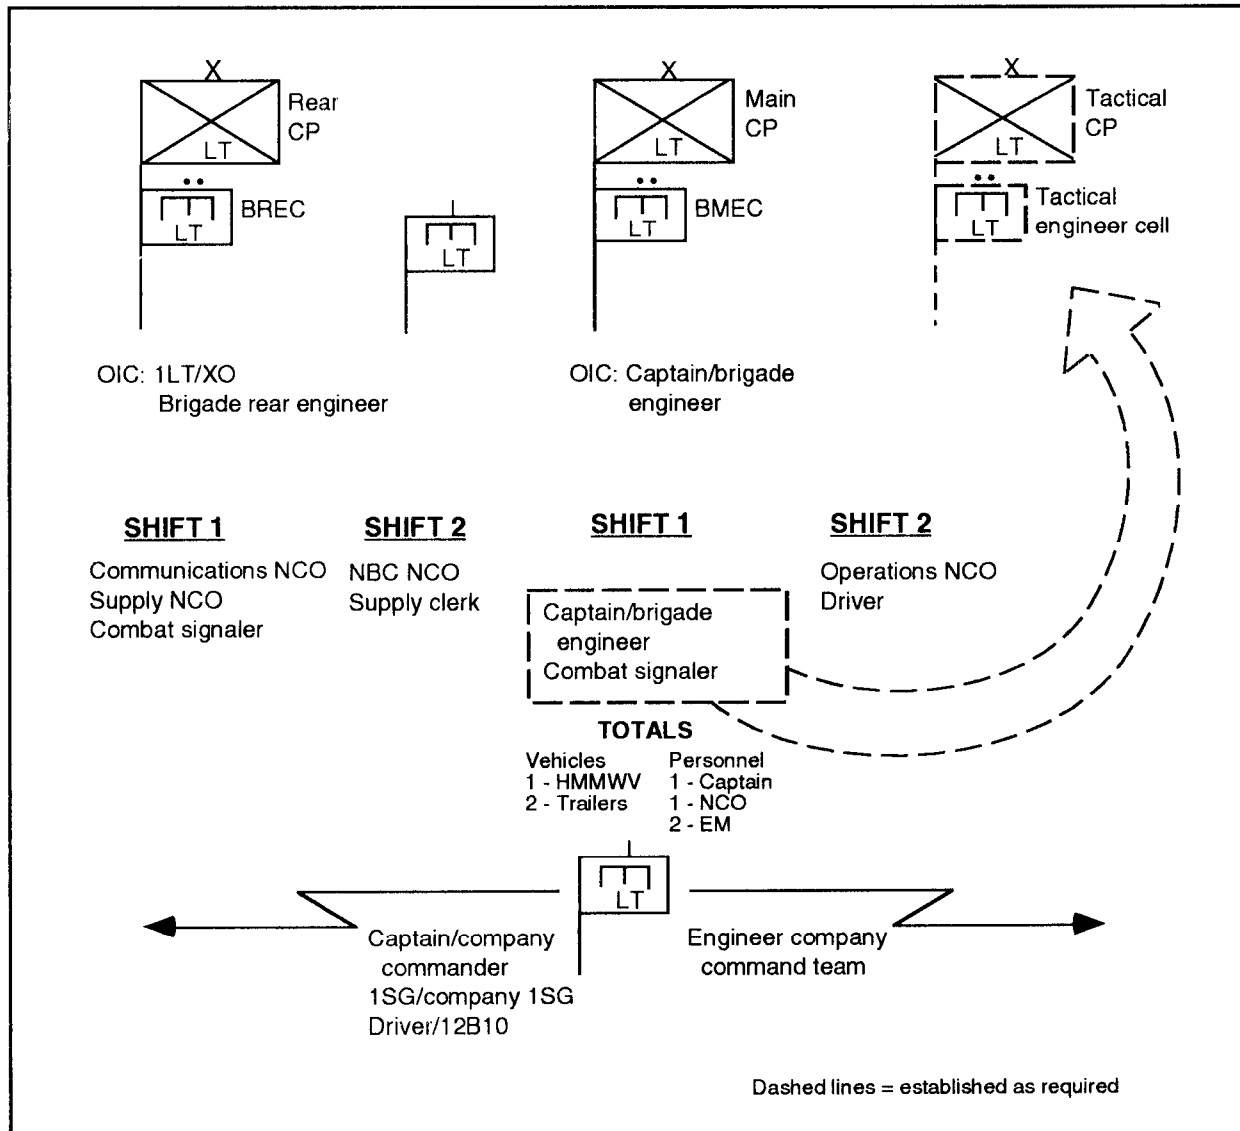 X
Rear
CP
LT
BREC
LT
LT
X
Main
CP
LT
BMEC
LT
X
Tactical
CP
LT
Tactical
engineer cell
LT
OIC: 1LT/XO
Brigade rear engineer
OIC: Captain/brigade
engineer
SHIFT 1
Communications NCO
Supply NCO
Combat signaler
SHIFT 2
NBC NCO
Supply clerk
SHIFT 1
Captain/brigade
engineer
Combat signaler
SHIFT 2
Operations NCO
Driver
TOTALS
Vehicles
1 - HMMWV
2 - Trailers
Personnel
1 - Captain
1 - NCO
2 - EM
LT
Captain/company
commander
1SG/company 1SG
Driver/12B10
Engineer company
command team
Dashed lines = established as required